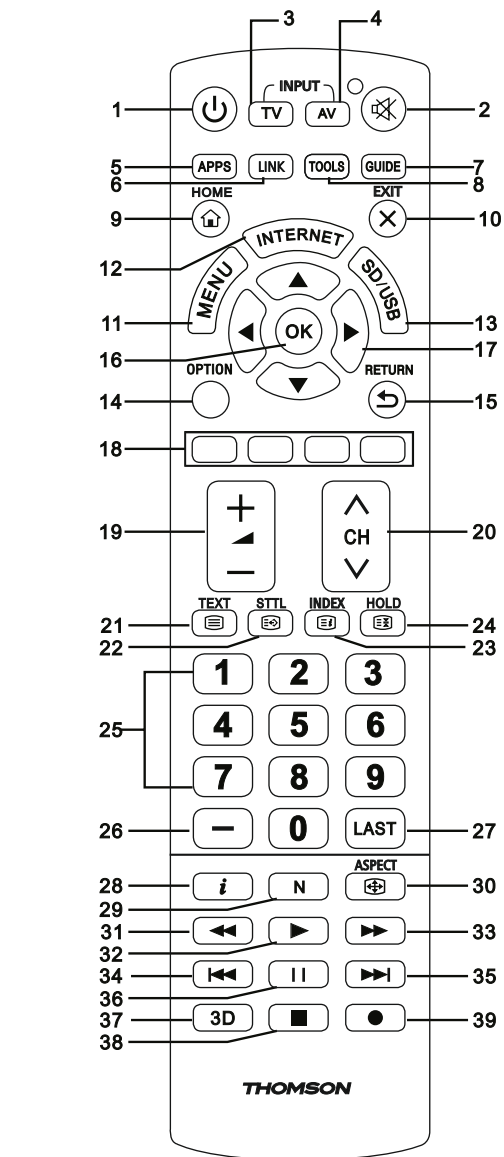 3 4
INPUT
1 TV AV 2
5 APPS LINK TOOLS GUIDE 7
6 8
HOME EXIT
9 10
12 INTERNET
MENU SD/USB
11 13
16 OK 17
OPTION RETURN
14 15
18
19 + CH 20
−
TEXT STTL INDEX HOLD
21 24
22 23
1 2 3
25 4 5 6
7 8 9
26 − 0 LAST 27
ASPECT
28 i N 30
29
31 33
32
34 35
36
37 3D 39
38
THOMSON